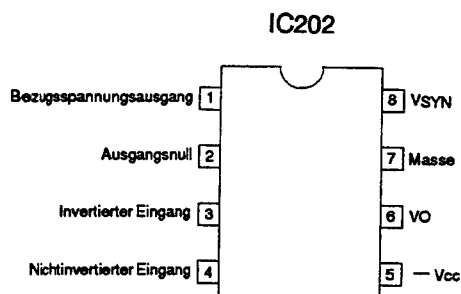 IC202
Bezugsspannungsausgang 1
8 VSYN
Ausgangsnull 2
7 Masse
Invertierter Eingang 3
6 VO
Nichtinvertierter Eingang 4
5 — Vcc